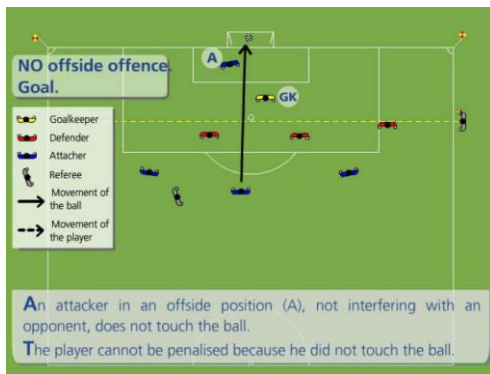 A
NO offside offence.
Goal.
GK
Goalkeeper
Defender
Attacher
Referee
Movement of
the ball
Movement of
the player
An attacker in an offside position (A), not interfering with an
opponent, does not touch the ball.
The player cannot be penalised because he did not touch the ball.